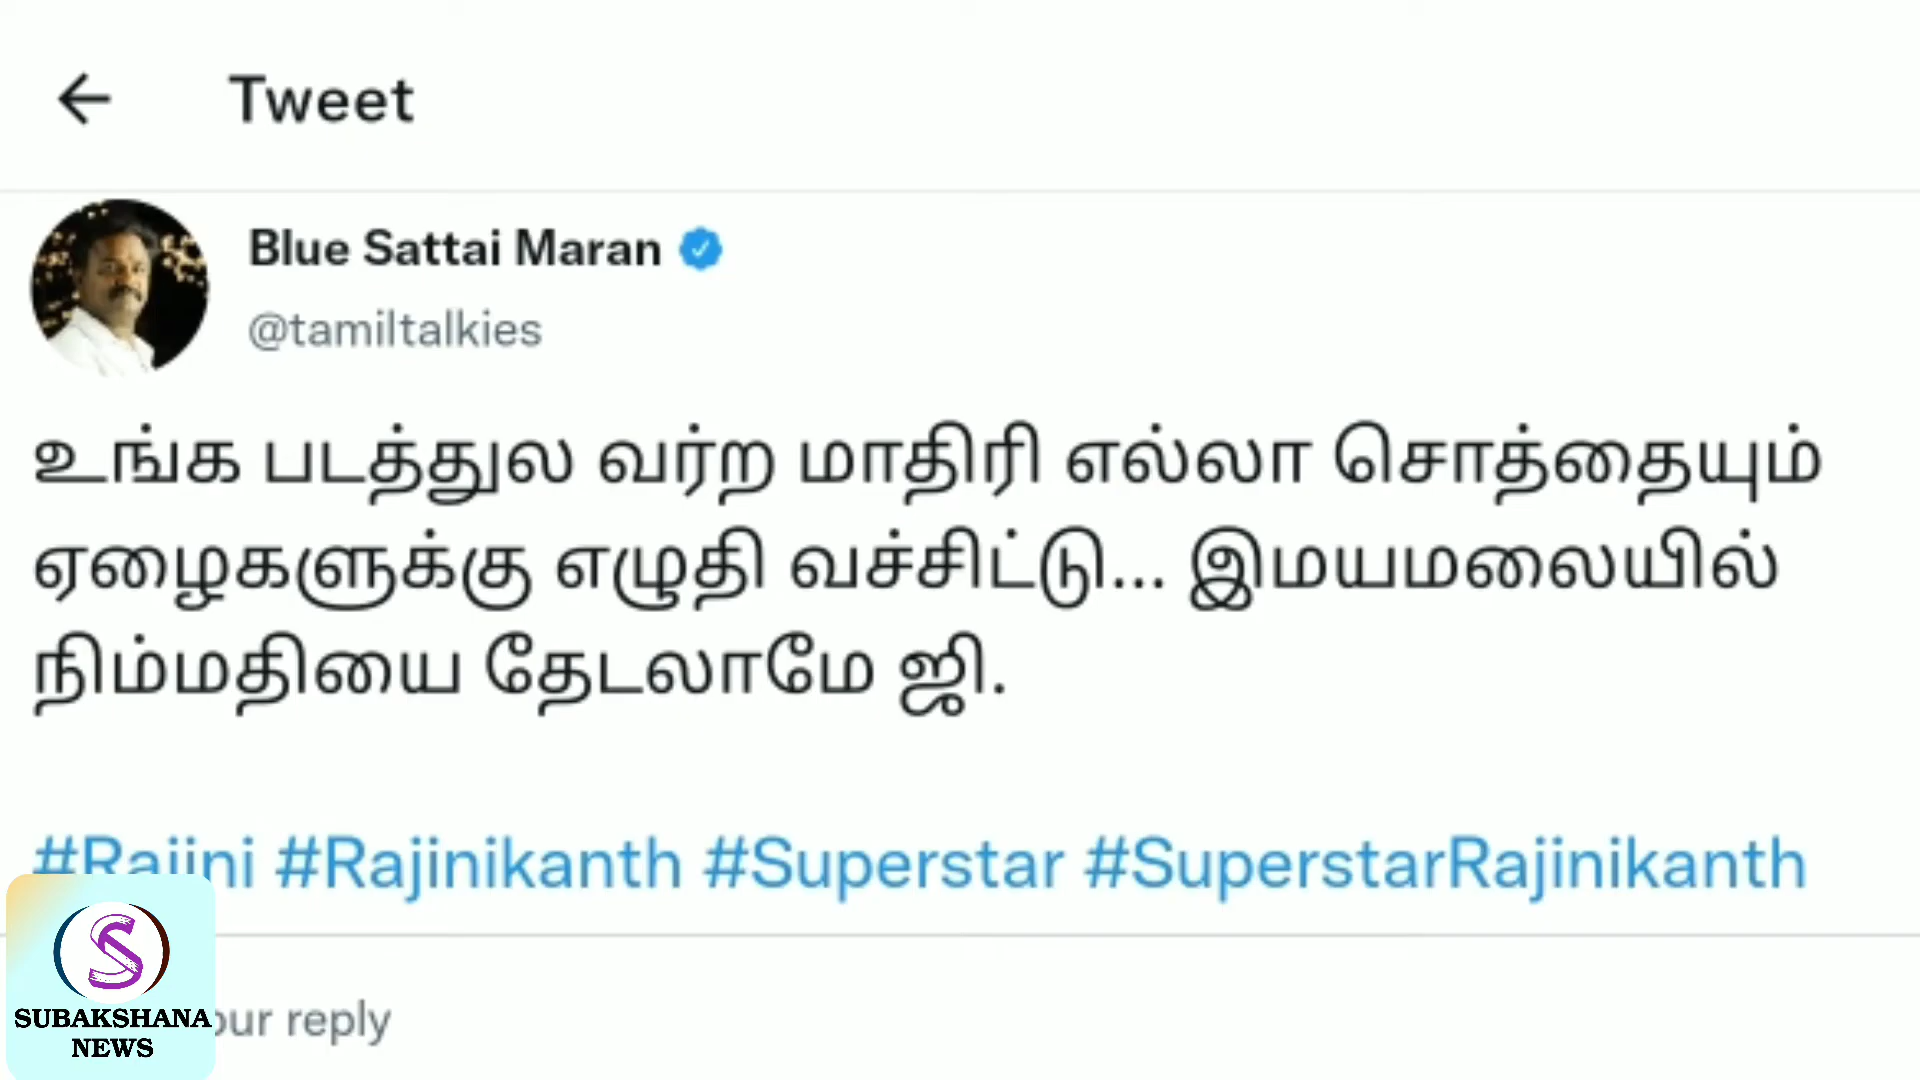 Tweet
Blue Sattai Maran
@tamiltalkies
உங்க படத்துல வர்ற மாதிரி எல்லா சொத்தையும்
ஏழைகளுக்கு எழுதி வச்சிட்டு... இமயமலையில்
நிம்மதியை தேடலாமே ஜி.
#Rajini #Rajinikanth #Superstar #SuperstarRajinikanth
reply
SUBAKSHANA
NEWS